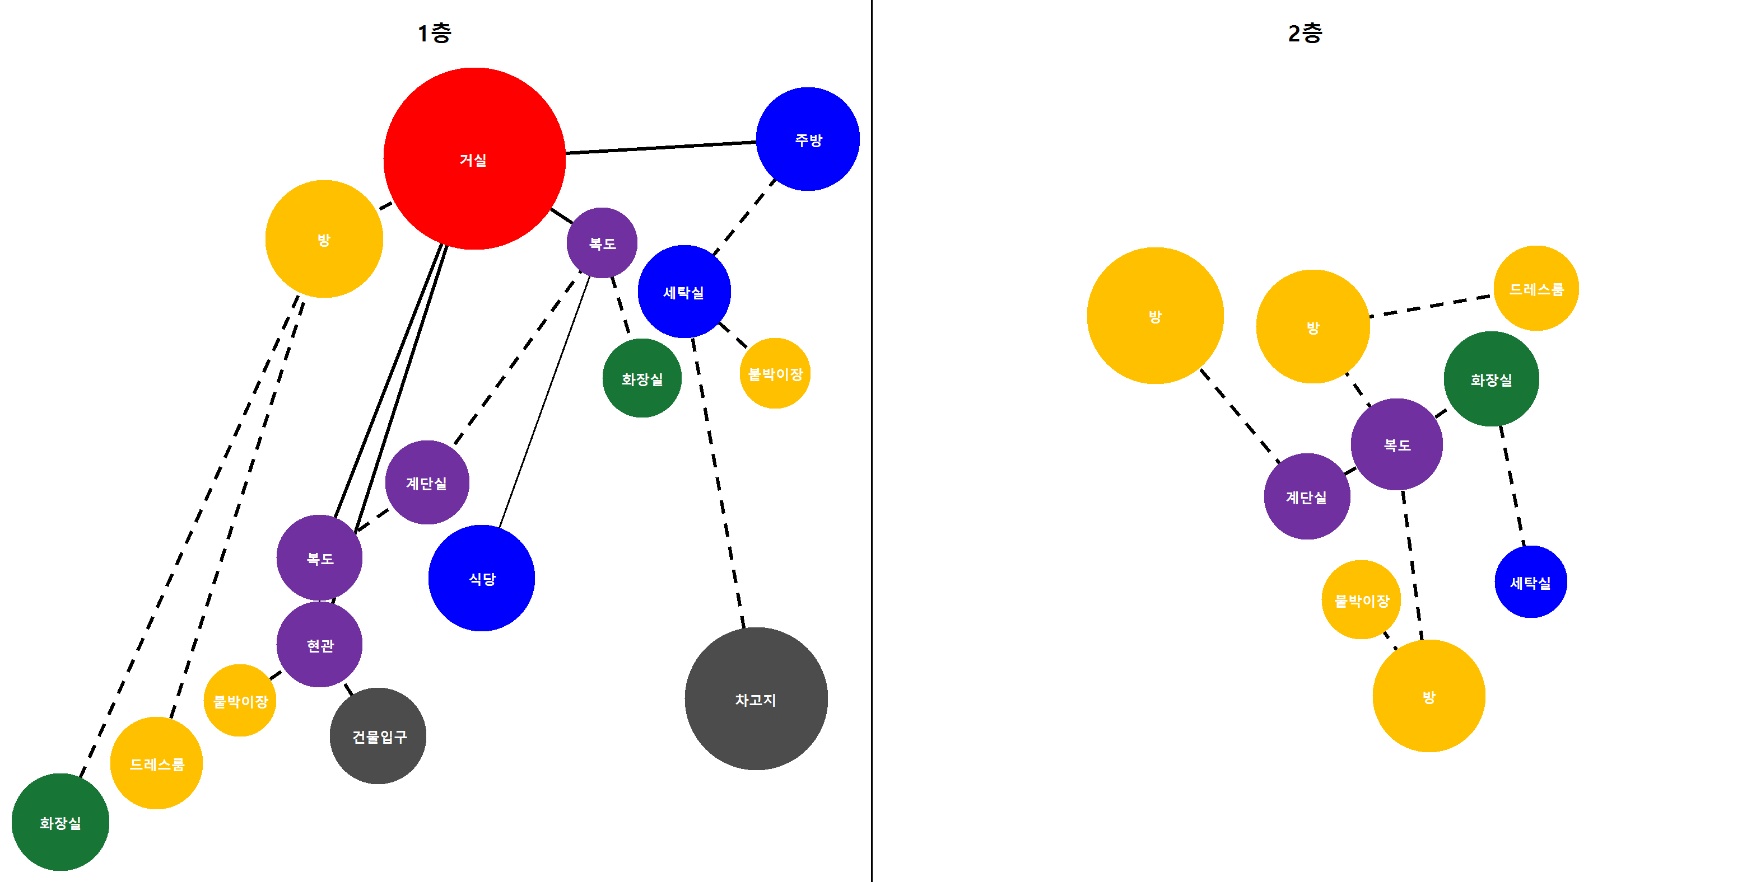 1층
2층
거실
주방
방
복도
세탁실
화장실
붙박이장
계단실
복도
식당
현관
붙박이장
건물입구
차고지
드레스룸
화장실
방
방
드레스룸
화장실
복도
계단실
붙박이장
세탁실
방